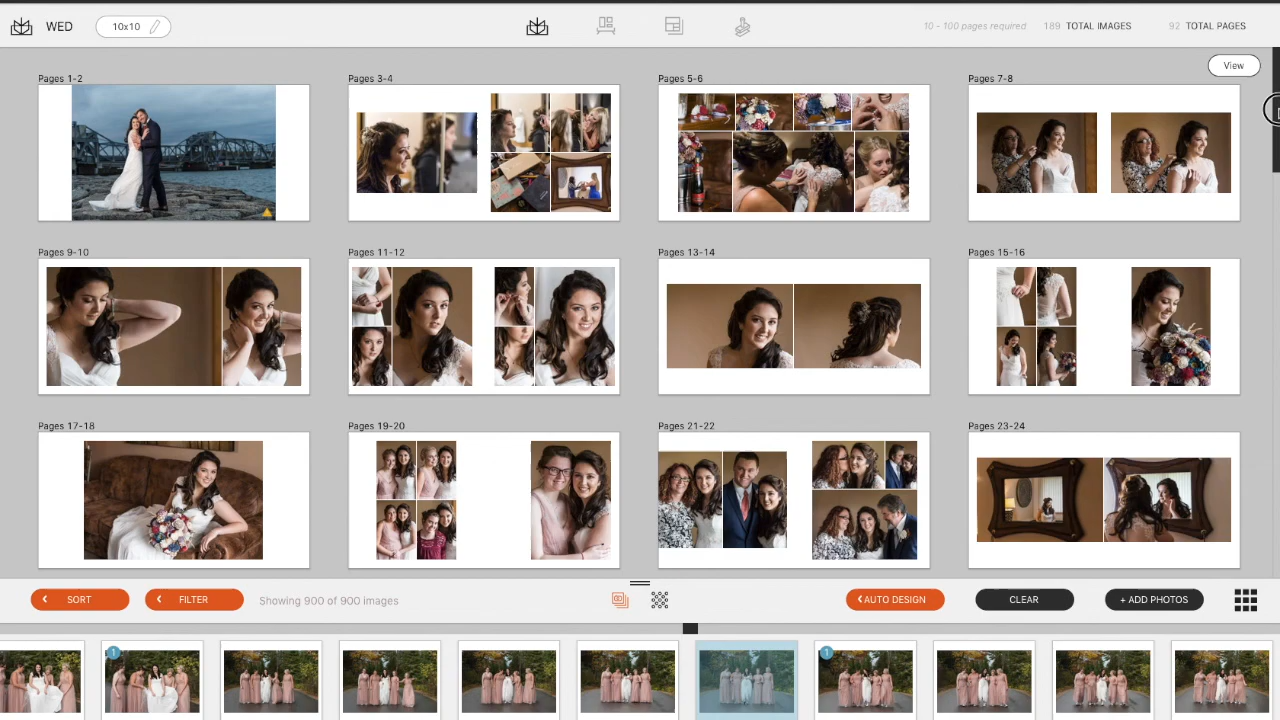 WED 10x10 10 - 100 pages required 189 TOTAL IMAGES 92 TOTAL PAGES
View
Pages 1-2 Pages 3-4 Pages 5-6 Pages 7-8
Pages 9-10 Pages 11-12 Pages 13-14 Pages 15-16
Pages 17-18 Pages 19-20 Pages 21-22 Pages 23-24
SORT FILTER Showing 900 of 900 images AUTO DESIGN CLEAR + ADD PHOTOS
1 1